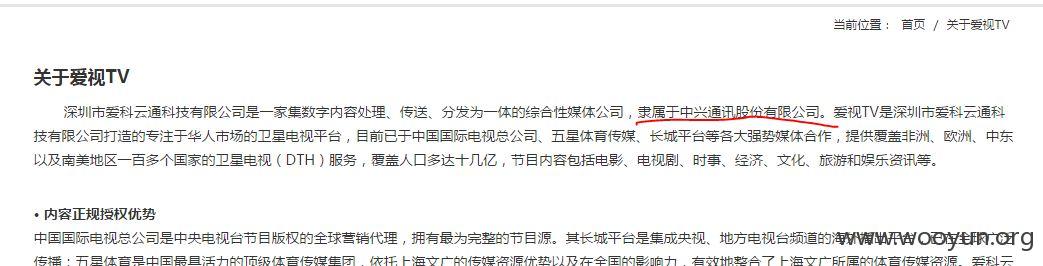 当前位置： 首页 / 关于爱视TV
关于爱视TV
深圳市爱科云通科技有限公司是一家集数字内容处理、传送、分发为一体的综合性媒体公司，隶属于中兴通讯股份有限公司。爱视TV是深圳市爱科云通科
技有限公司打造的专注于华人市场的卫星电视平台，目前已于中国国际电视总公司、五星体育传媒、长城平台等各大强势媒体合作，提供覆盖非洲、欧洲、中东
以及南美地区一百多个国家的卫星电视（DTH）服务，覆盖人口多达十几亿，节目内容包括电影、电视剧、时事、经济、文化、旅游和娱乐资讯等。
• 内容正规授权优势
中国国际电视总公司是中央电视台节目版权的全球营销代理，拥有最为完整的节目源。其长城平台是集成央视、地方电视台频道的海
www.wooyun.org
传播；五星体育是中国最具活力的顶级体育传媒集团，依托上海文广的传媒资源优势以及在全国的影响力，有效地整合了上海文广所属的体育传媒资源。爱科云